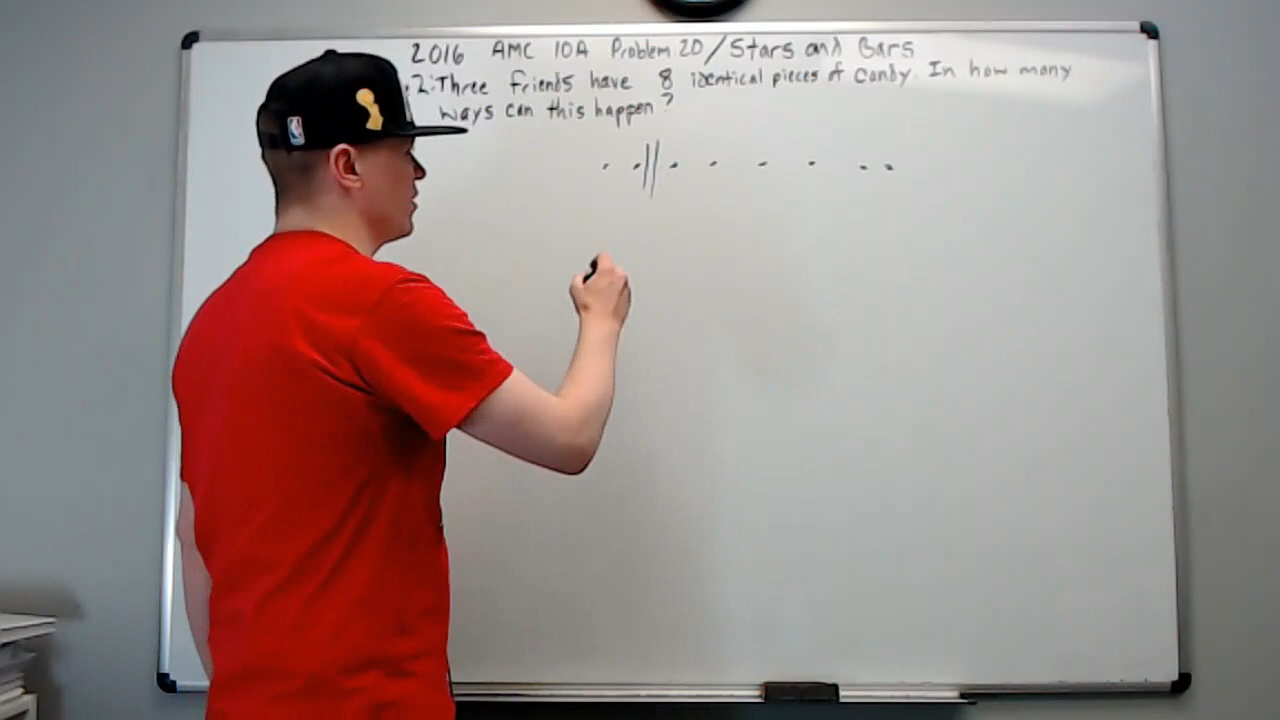 2016 AMC 10A Problem 20/Stars and Bars
2: Three friends have 8 identical pieces of candy. In how many
ways can this happen?